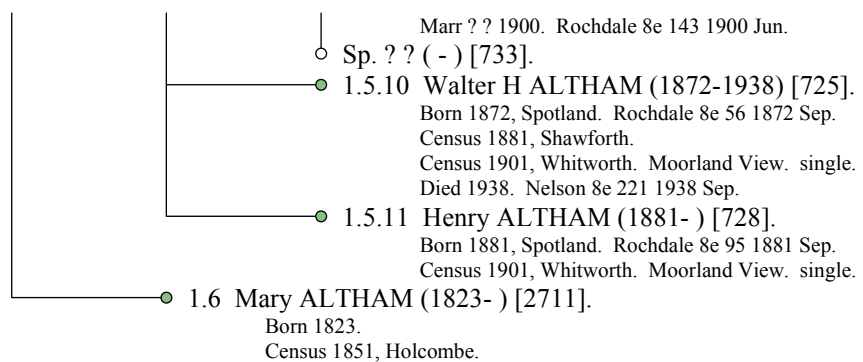 Marr ? ? 1900. Rochdale 8e 143 1900 Jun.
Sp. ? ? ( - ) [733].
1.5.10 Walter H ALTHAM (1872-1938) [725].
Born 1872, Spotland. Rochdale 8e 56 1872 Sep.
Census 1881, Shawforth.
Census 1901, Whitworth. Moorland View. single.
Died 1938. Nelson 8e 221 1938 Sep.
1.5.11 Henry ALTHAM (1881- ) [728].
Born 1881, Spotland. Rochdale 8e 95 1881 Sep.
Census 1901, Whitworth. Moorland View. single.
1.6 Mary ALTHAM (1823- ) [2711].
Born 1823.
Census 1851, Holcombe.